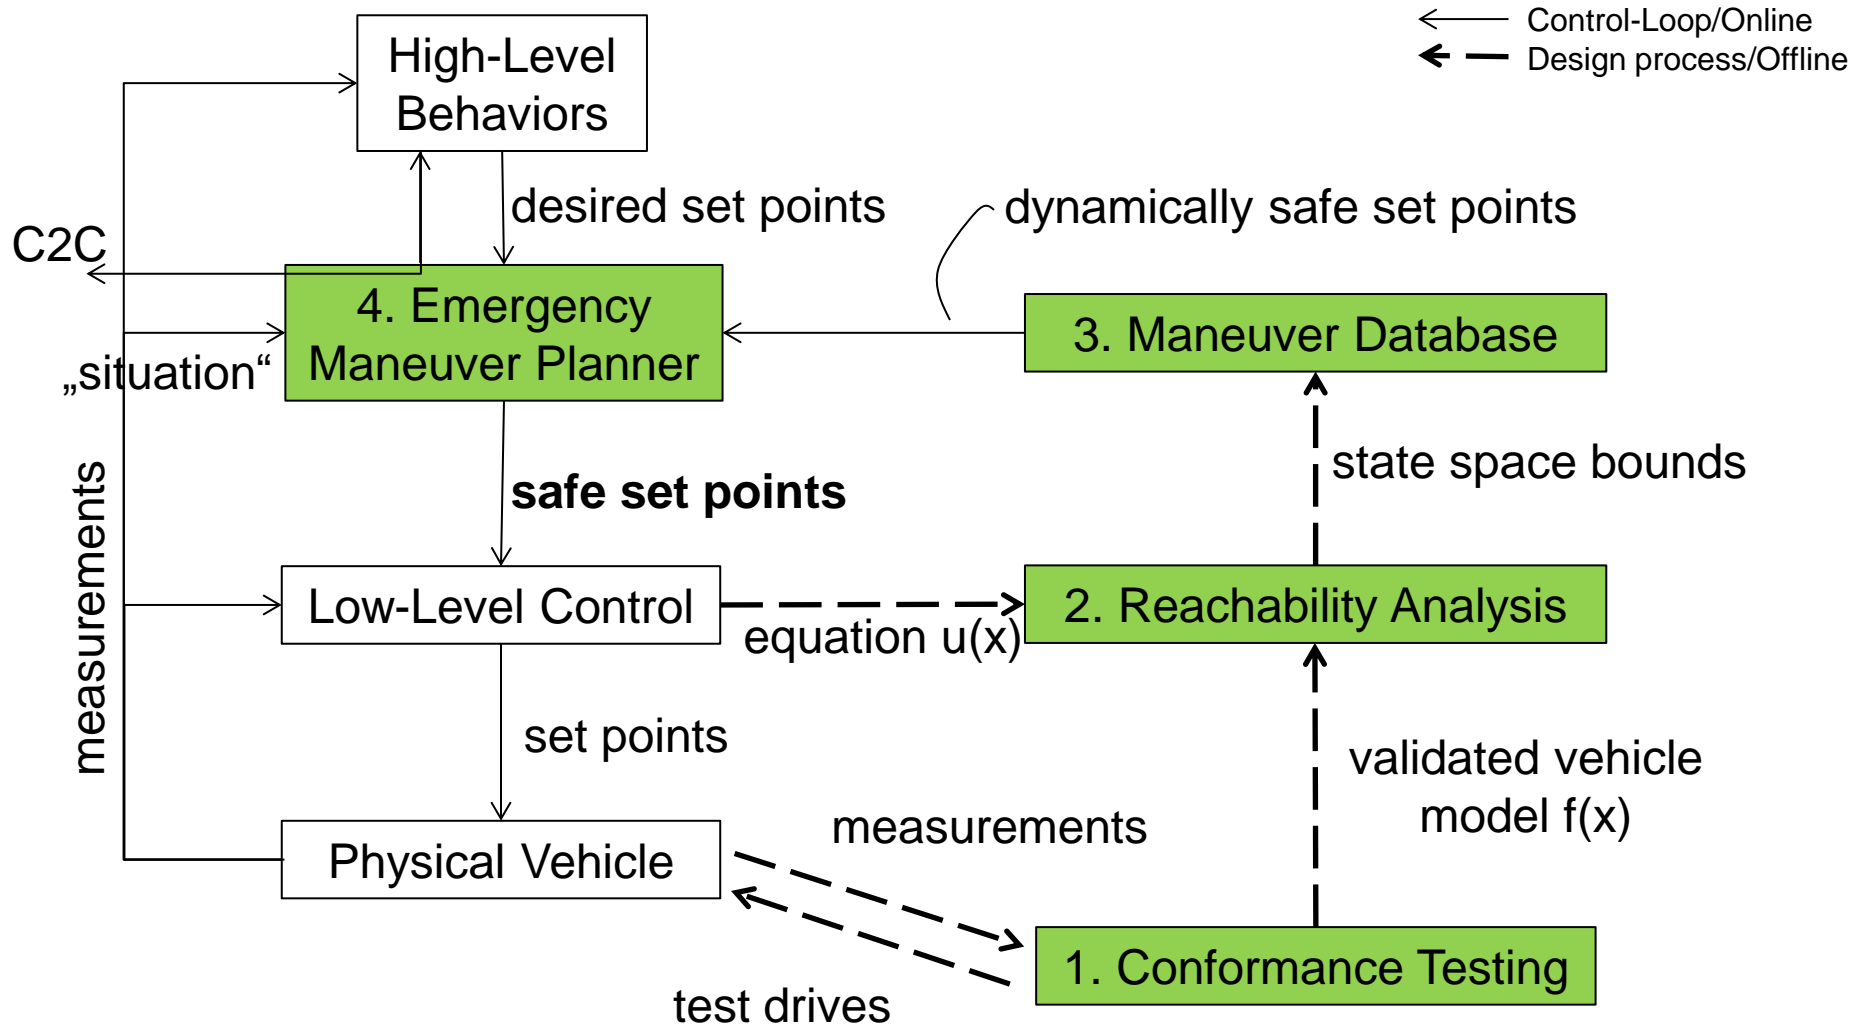 Control-Loop/Online
Design process/Offline
High-Level
Behaviors
desired set points
dynamically safe set points
C2C
4. Emergency
Maneuver Planner
3. Maneuver Database
„situation“
measurements
safe set points
state space bounds
Low-Level Control
equation u(x)
2. Reachability Analysis
set points
validated vehicle
model f(x)
Physical Vehicle
measurements
test drives
1. Conformance Testing